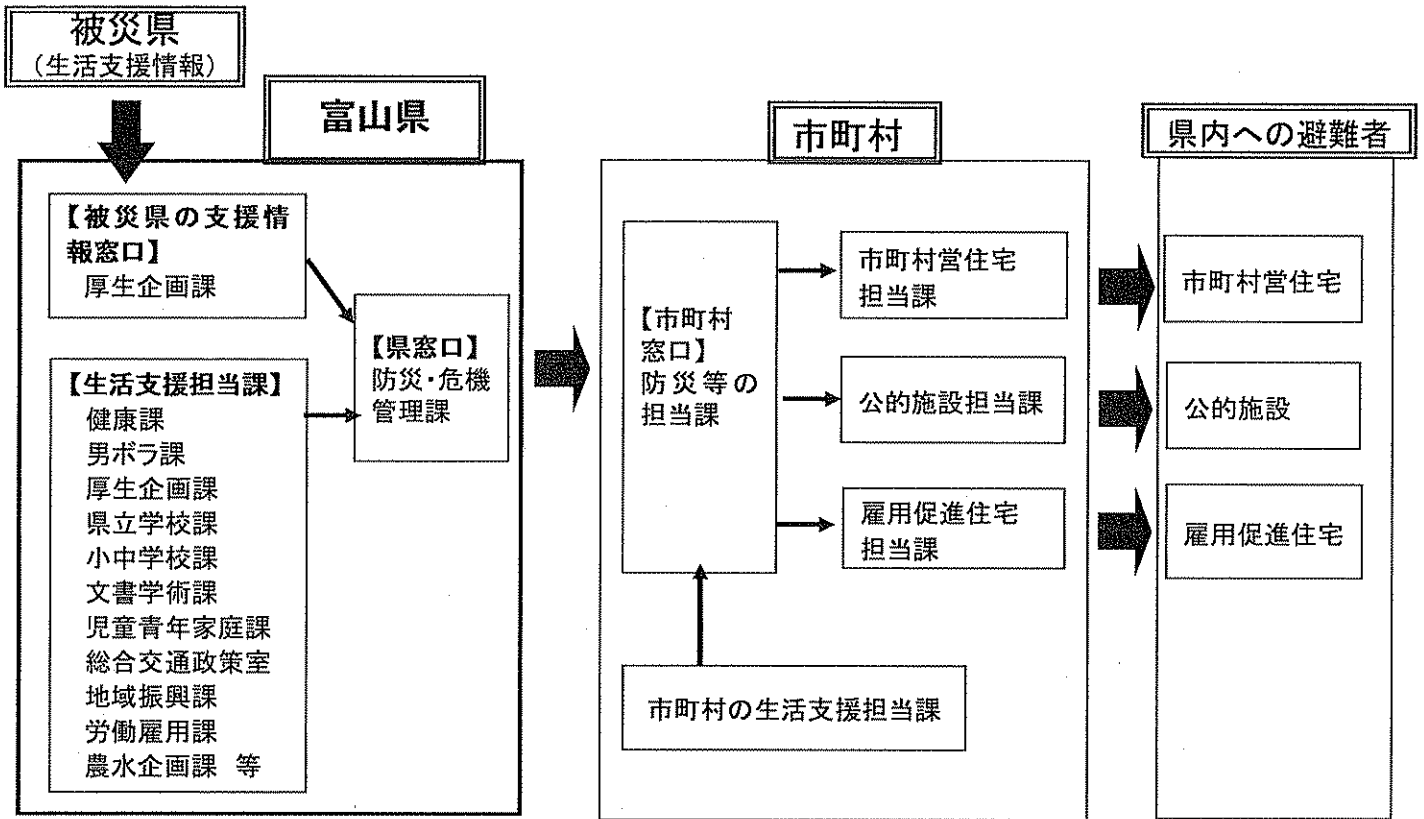 被災県
（生活支援情報）
富山県
【被災県の支援情
報窓口】
厚生企画課
【生活支援担当課】
健康課
男ボラ課
厚生企画課
県立学校課
小中学校課
文書学術課
児童青年家庭課
総合交通政策室
地域振興課
労働雇用課
農水企画課 等
【県窓口】
防災・危機
管理課
市町村
【市町村
窓口】
防災等の
担当課
市町村営住宅
担当課
公的施設担当課
雇用促進住宅
担当課
市町村の生活支援担当課
県内への避難者
市町村営住宅
公的施設
雇用促進住宅